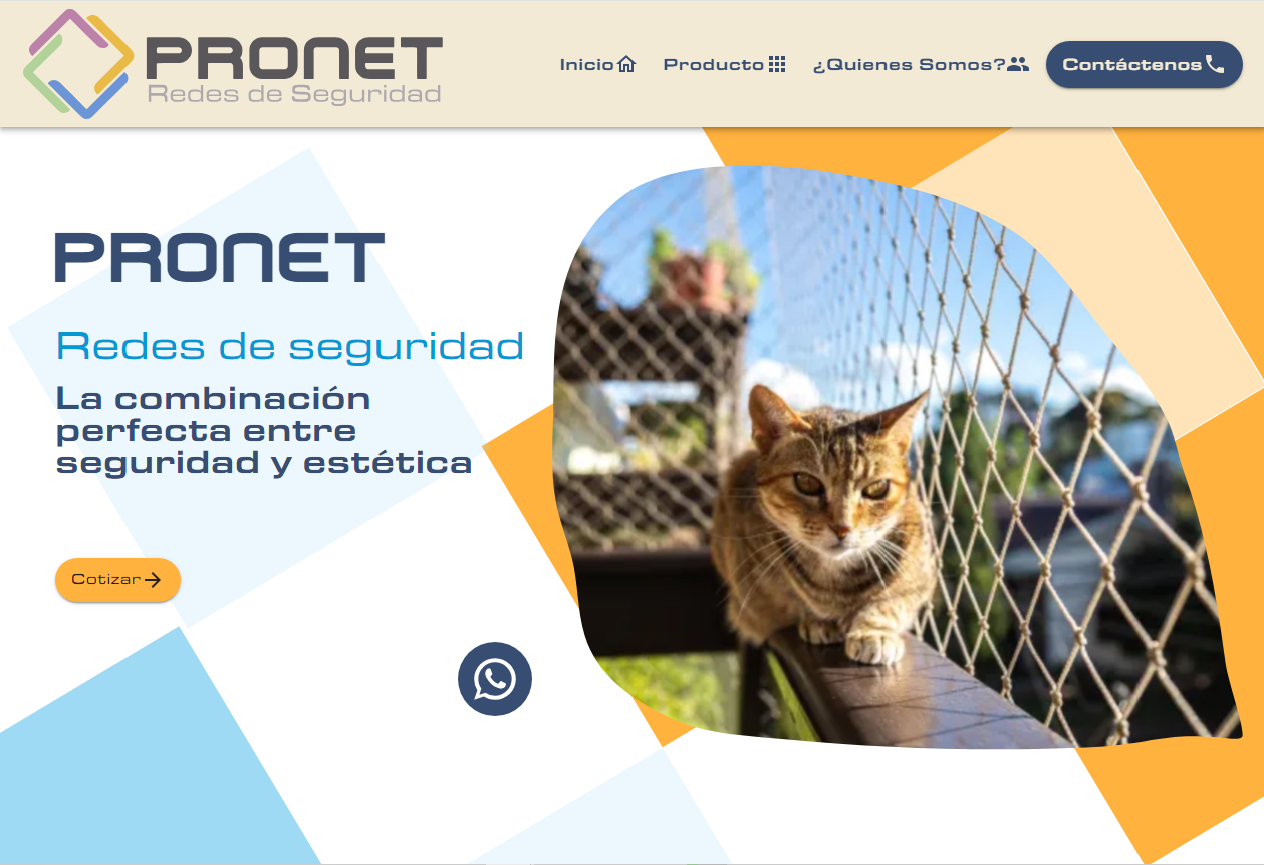 PRONET
Redes de Seguridad
Inicio
Producto
¿Quienes Somos?
Contáctenos
PRONET
Redes de seguridad
La combinación
perfecta entre
seguridad y estética
Cotizar